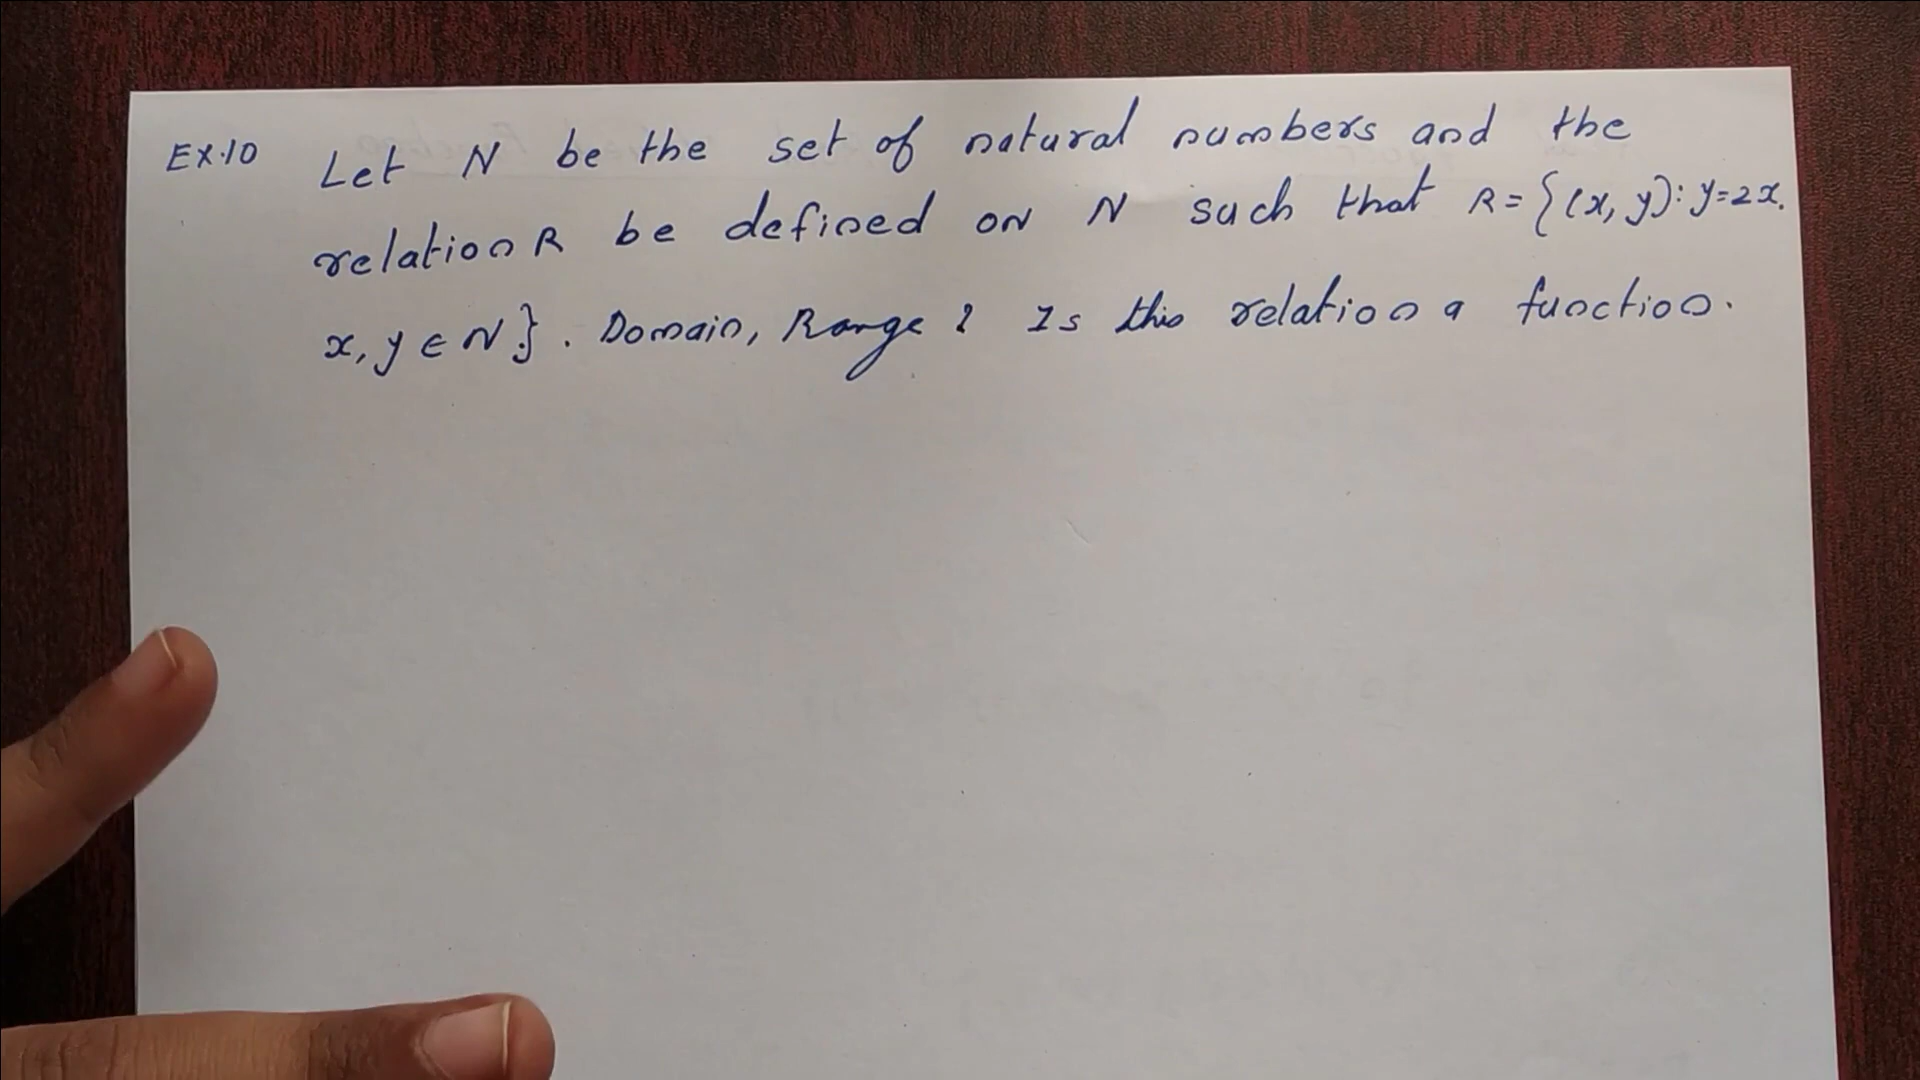 Ex.10 Let N be the set of natural numbers and the
relation R be defined on N such that R = {(x, y): y=2x,
x, y ∈ N}. Domain, Range? Is this relation a function.